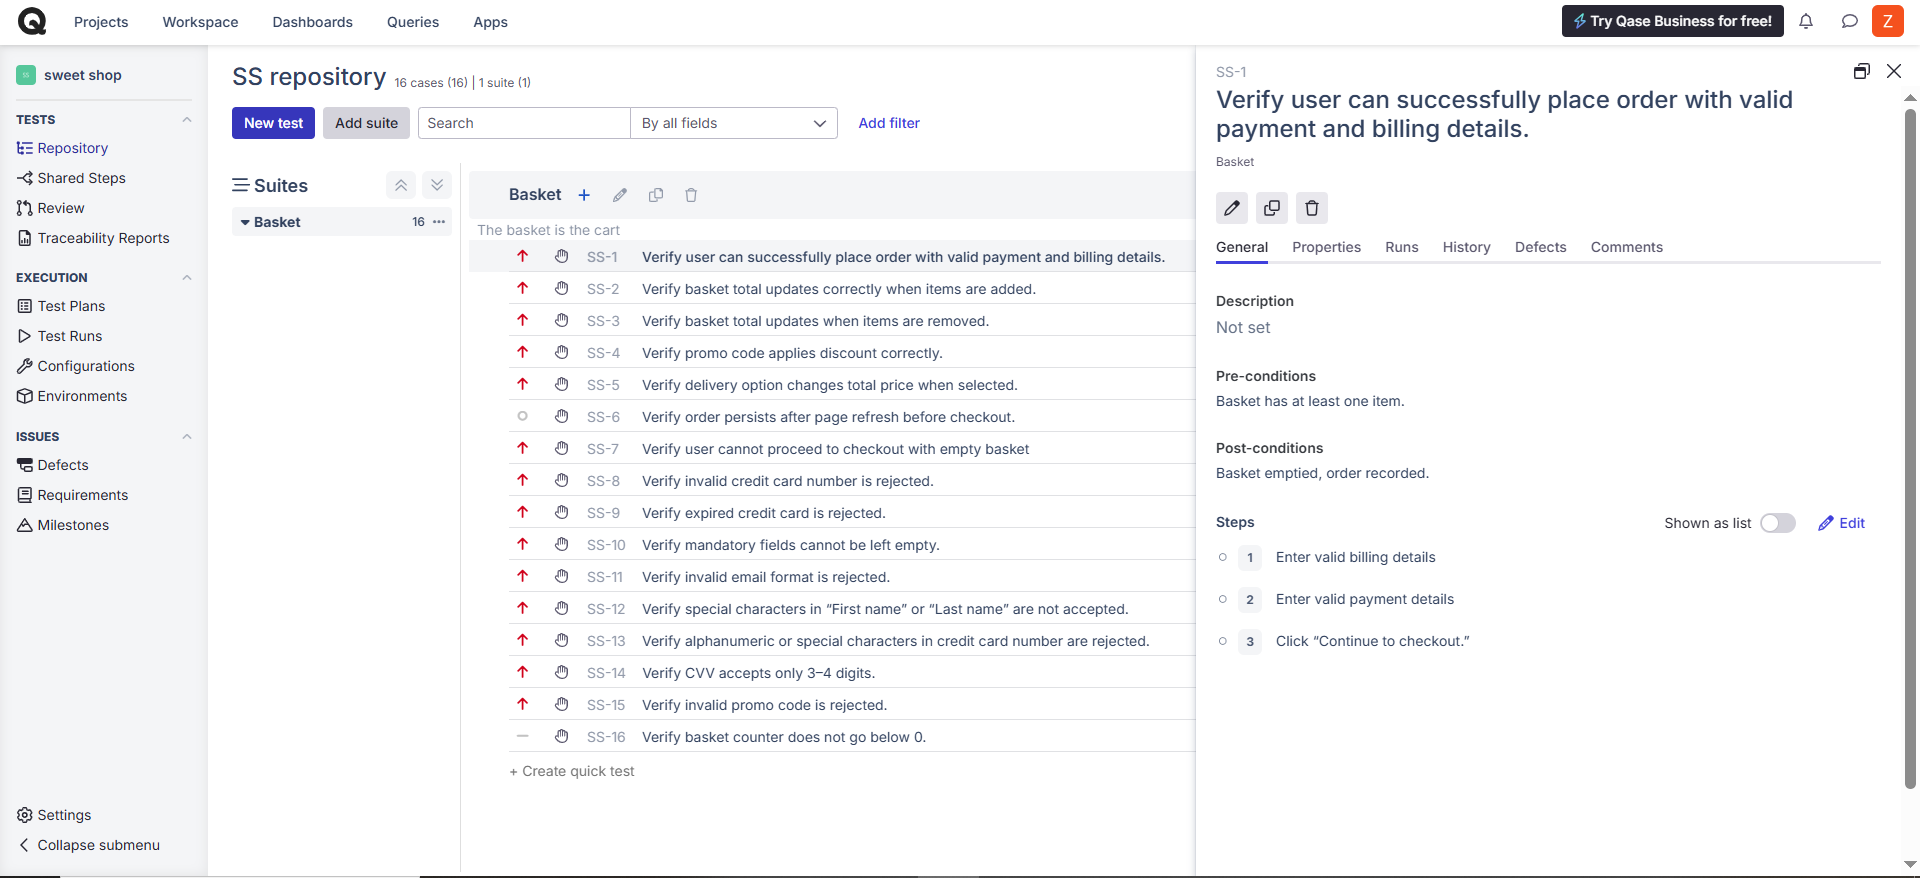 Projects
Workspace
Dashboards
Queries
Apps
Try Qase Business for free!
Z
sweet shop
TESTS
Repository
Shared Steps
Review
Traceability Reports
EXECUTION
Test Plans
Test Runs
Configurations
Environments
ISSUES
Defects
Requirements
Milestones
Settings
Collapse submenu
SS repository
16 cases (16) | 1 suite (1)
New test
Add suite
Search
By all fields
Add filter
Suites
Basket 16
Basket
The basket is the cart
SS-1 Verify user can successfully place order with valid payment and billing details.
SS-2 Verify basket total updates correctly when items are added.
SS-3 Verify basket total updates when items are removed.
SS-4 Verify promo code applies discount correctly.
SS-5 Verify delivery option changes total price when selected.
SS-6 Verify order persists after page refresh before checkout.
SS-7 Verify user cannot proceed to checkout with empty basket
SS-8 Verify invalid credit card number is rejected.
SS-9 Verify expired credit card is rejected.
SS-10 Verify mandatory fields cannot be left empty.
SS-11 Verify invalid email format is rejected.
SS-12 Verify special characters in “First name” or “Last name” are not accepted.
SS-13 Verify alphanumeric or special characters in credit card number are rejected.
SS-14 Verify CVV accepts only 3–4 digits.
SS-15 Verify invalid promo code is rejected.
SS-16 Verify basket counter does not go below 0.
+ Create quick test
SS-1
Verify user can successfully place order with valid
payment and billing details.
Basket
General
Properties
Runs
History
Defects
Comments
Description
Not set
Pre-conditions
Basket has at least one item.
Post-conditions
Basket emptied, order recorded.
Steps
Shown as list
Edit
1 Enter valid billing details
2 Enter valid payment details
3 Click “Continue to checkout.”